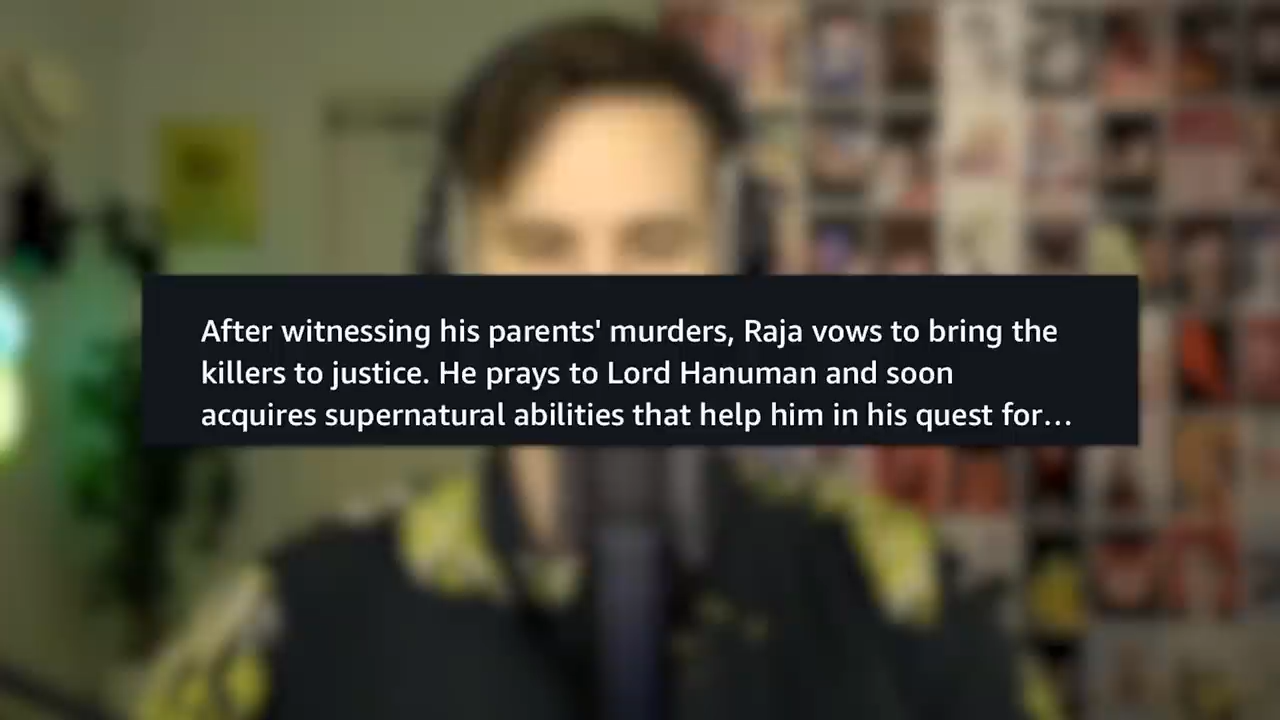 After witnessing his parents' murders, Raja vows to bring the
killers to justice. He prays to Lord Hanuman and soon
acquires supernatural abilities that help him in his quest for…